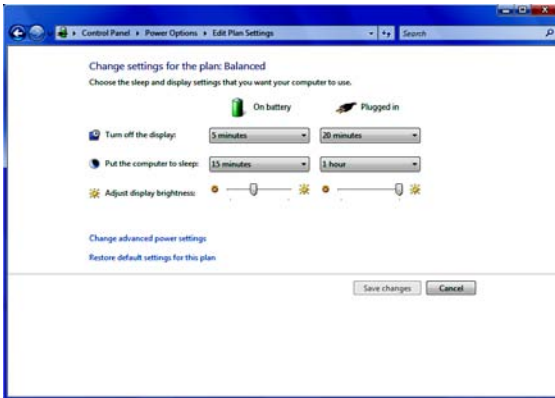 Control Panel ▸ Power Options ▸ Edit Plan Settings
Search
Change settings for the plan: Balanced
Choose the sleep and display settings that you want your computer to use.
On battery Plugged in
Turn off the display: 5 minutes 20 minutes
Put the computer to sleep: 15 minutes 1 hour
Adjust display brightness:
Change advanced power settings
Restore default settings for this plan
Save changes Cancel